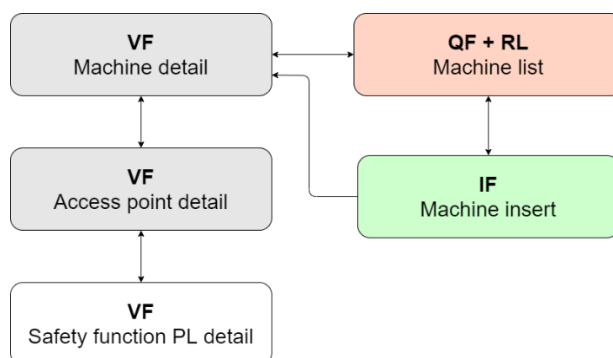 VF
Machine detail
QF + RL
Machine list
VF
Access point detail
IF
Machine insert
VF
Safety function PL detail